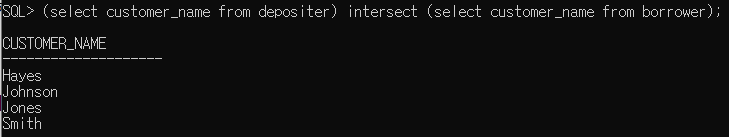 SQL> (select customer_name from depositer) intersect (select customer_name from borrower);
CUSTOMER_NAME
--------------------
Hayes
Johnson
Jones
Smith